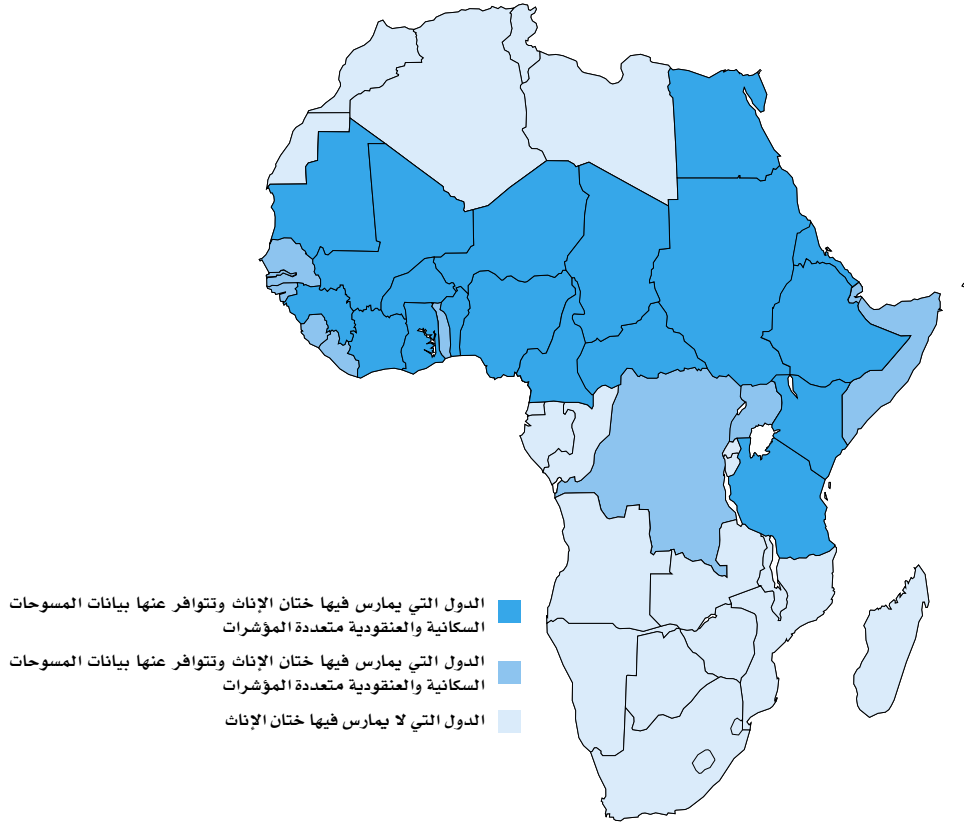 الدول التي يمارس فيها ختان الإناث وتتوافر عنها بيانات المسوحات
السكانية والعنقودية متعددة المؤشرات
الدول التي يمارس فيها ختان الإناث وتتوافر عنها بيانات المسوحات
السكانية والعنقودية متعددة المؤشرات
الدول التي لا يمارس فيها ختان الإناث